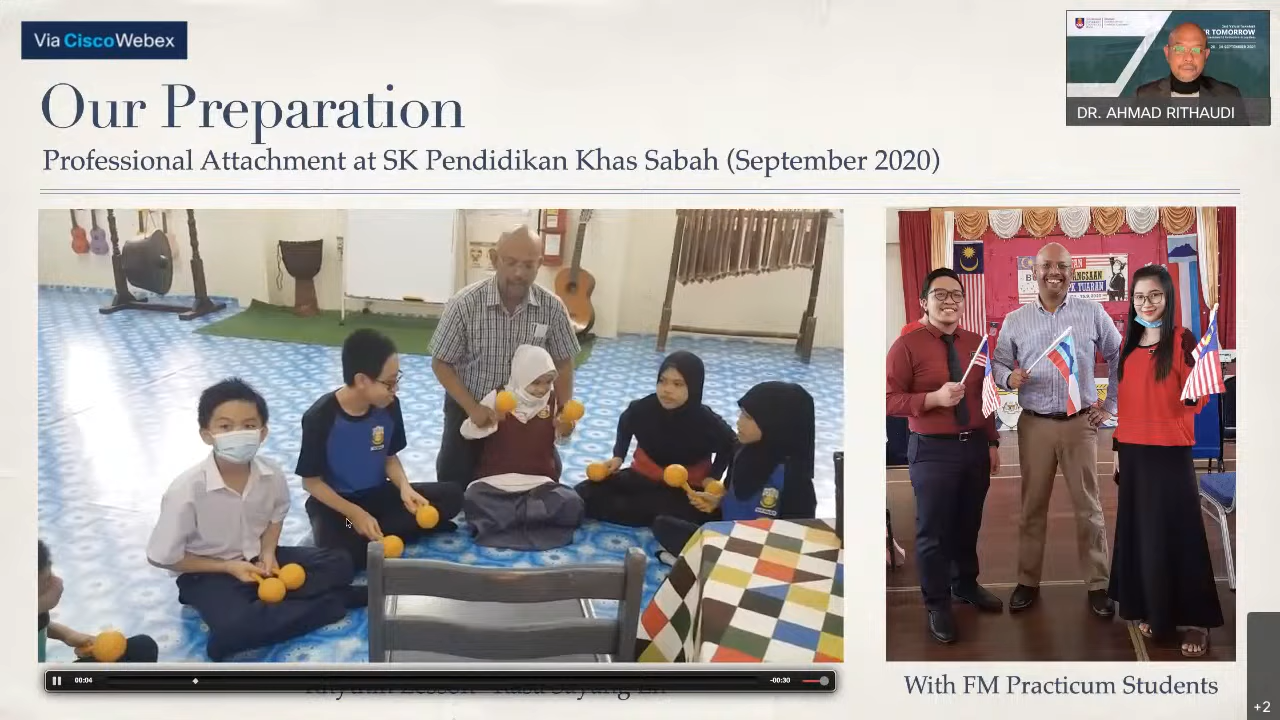 Via CiscoWebex
R TOMORROW
DR. AHMAD RITHAUDI
Our Preparation
Professional Attachment at SK Pendidikan Khas Sabah (September 2020)
00:04
-00:30
With FM Practicum Students
+2